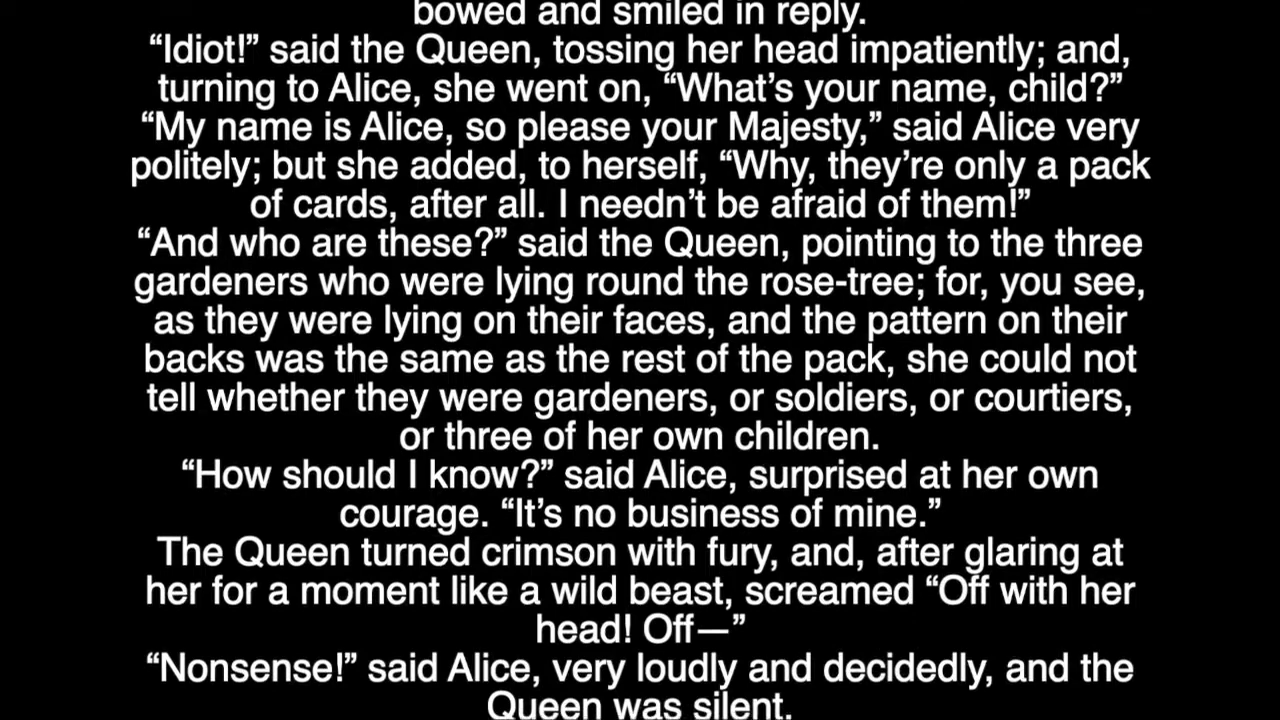 bowed and smiled in reply.
“Idiot!” said the Queen, tossing her head impatiently; and,
turning to Alice, she went on, “What’s your name, child?”
“My name is Alice, so please your Majesty,” said Alice very
politely; but she added, to herself, “Why, they’re only a pack
of cards, after all. I needn’t be afraid of them!”
“And who are these?” said the Queen, pointing to the three
gardeners who were lying round the rose-tree; for, you see,
as they were lying on their faces, and the pattern on their
backs was the same as the rest of the pack, she could not
tell whether they were gardeners, or soldiers, or courtiers,
or three of her own children.
“How should I know?” said Alice, surprised at her own
courage. “It’s no business of mine.”
The Queen turned crimson with fury, and, after glaring at
her for a moment like a wild beast, screamed “Off with her
head! Off—”
“Nonsense!” said Alice, very loudly and decidedly, and the
Queen was silent.